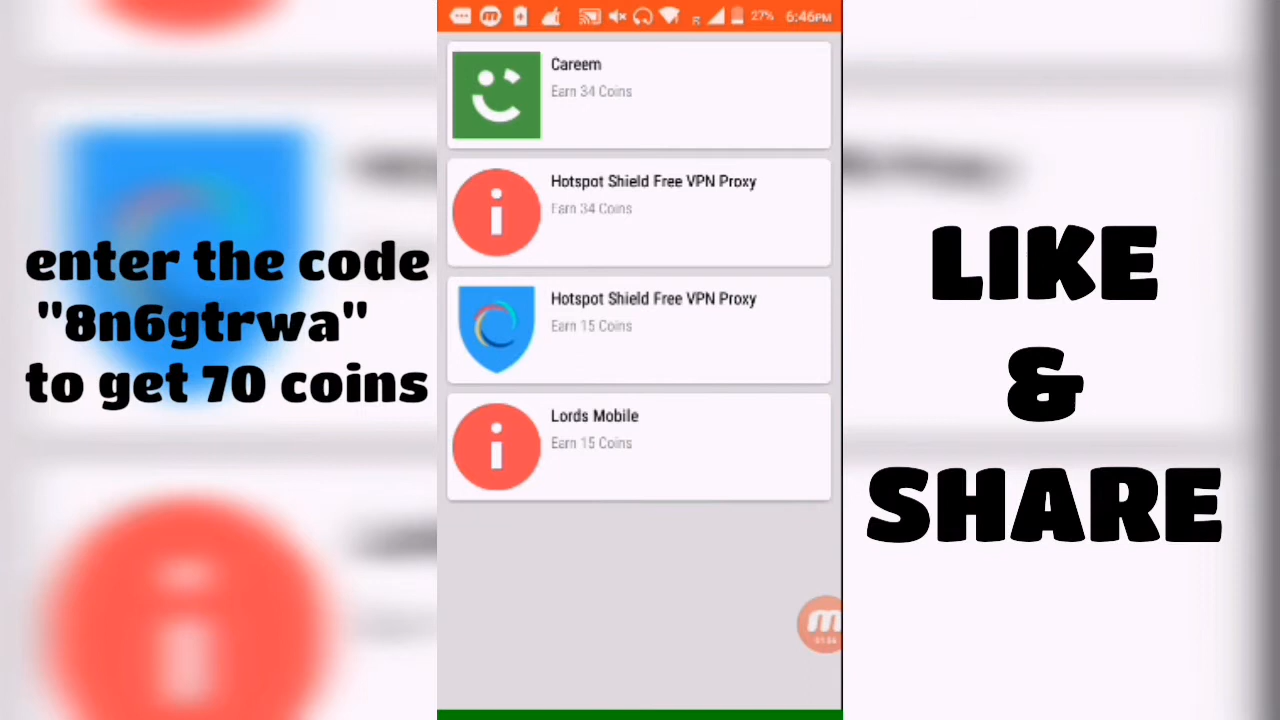 27% 6:46PM
Careem
Earn 34 Coins
Hotspot Shield Free VPN Proxy
Earn 34 Coins
Hotspot Shield Free VPN Proxy
Earn 15 Coins
Lords Mobile
Earn 15 Coins
enter the code
"8n6gtrwa"
to get 70 coins
LIKE
&
SHARE